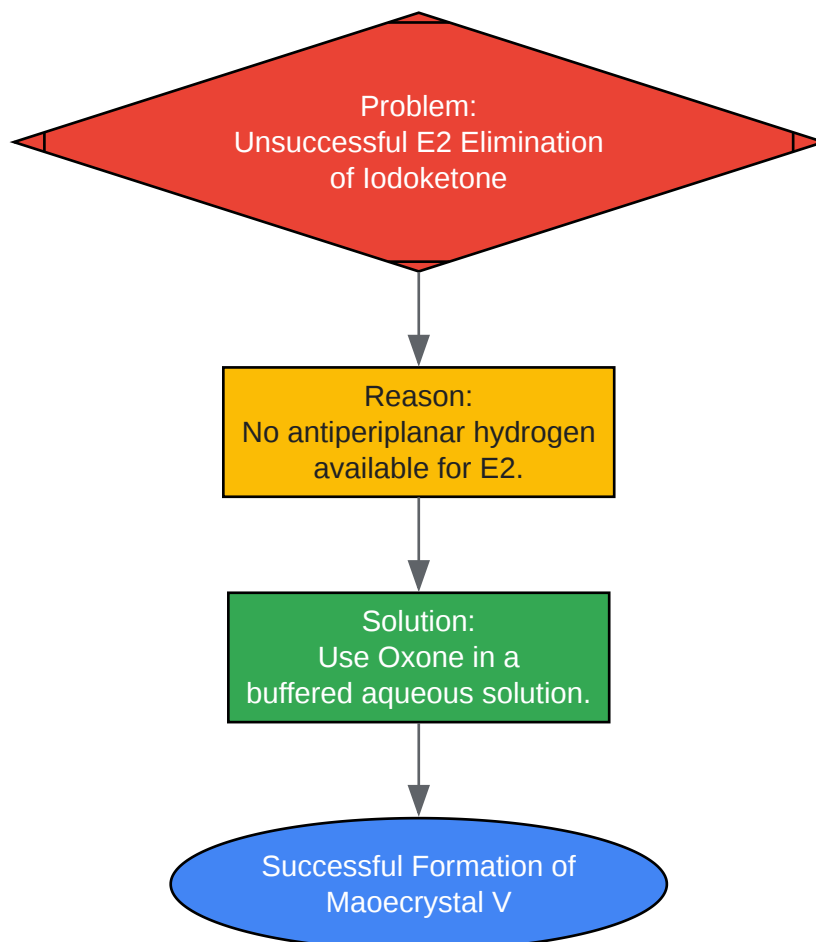 Problem:
Unsuccessful E2 Elimination
of Iodoketone
Reason:
No antiperiplanar hydrogen
available for E2.
Solution:
Use Oxone in a
buffered aqueous solution.
Successful Formation of
Maoecrystal V